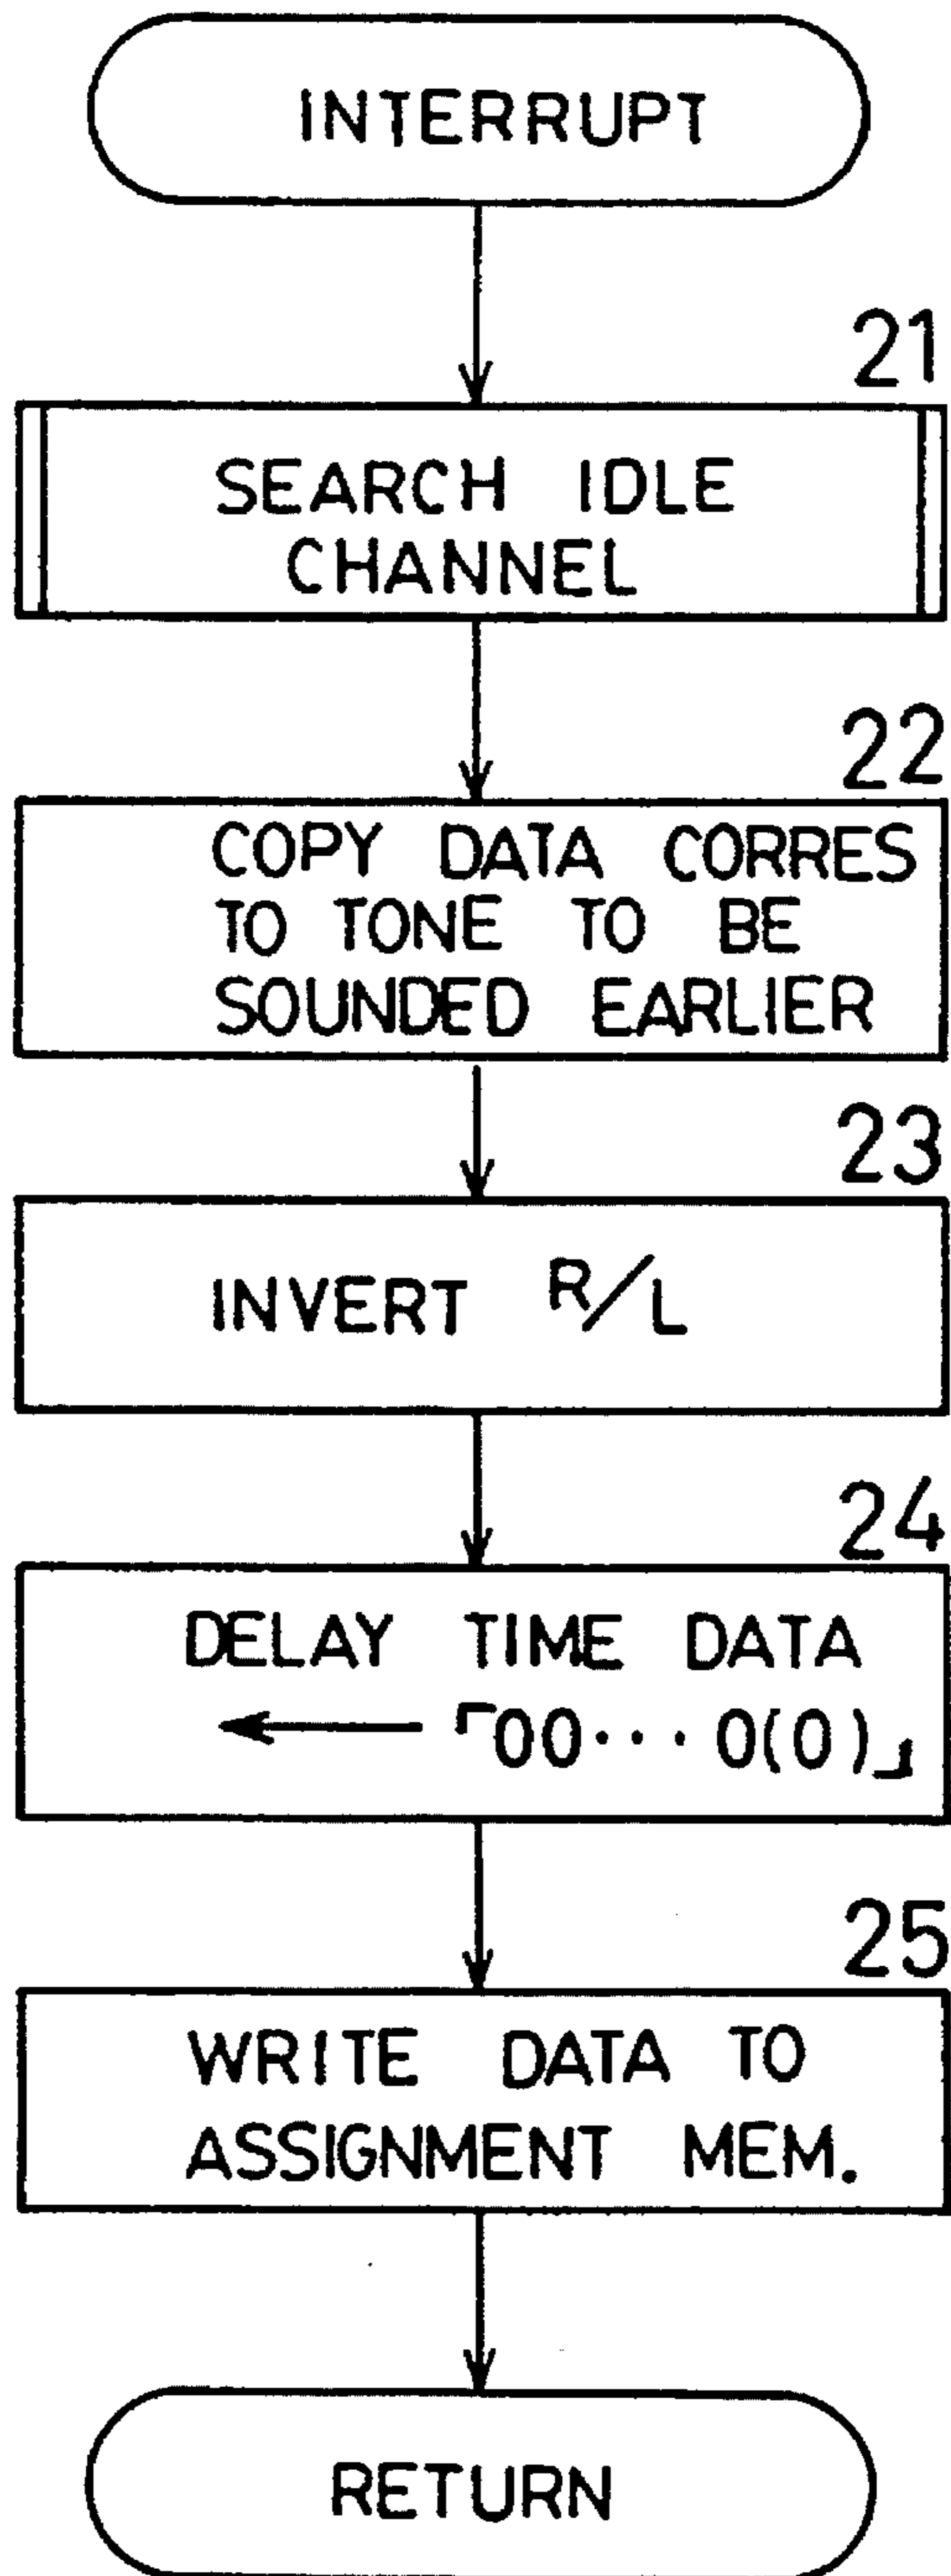 INTERRUPT
21
SEARCH IDLE
CHANNEL
22
COPY DATA CORRES
TO TONE TO BE
SOUNDED EARLIER
23
INVERT R/L
24
DELAY TIME DATA
← 「00···0(0)」
25
WRITE DATA TO
ASSIGNMENT MEM.
RETURN